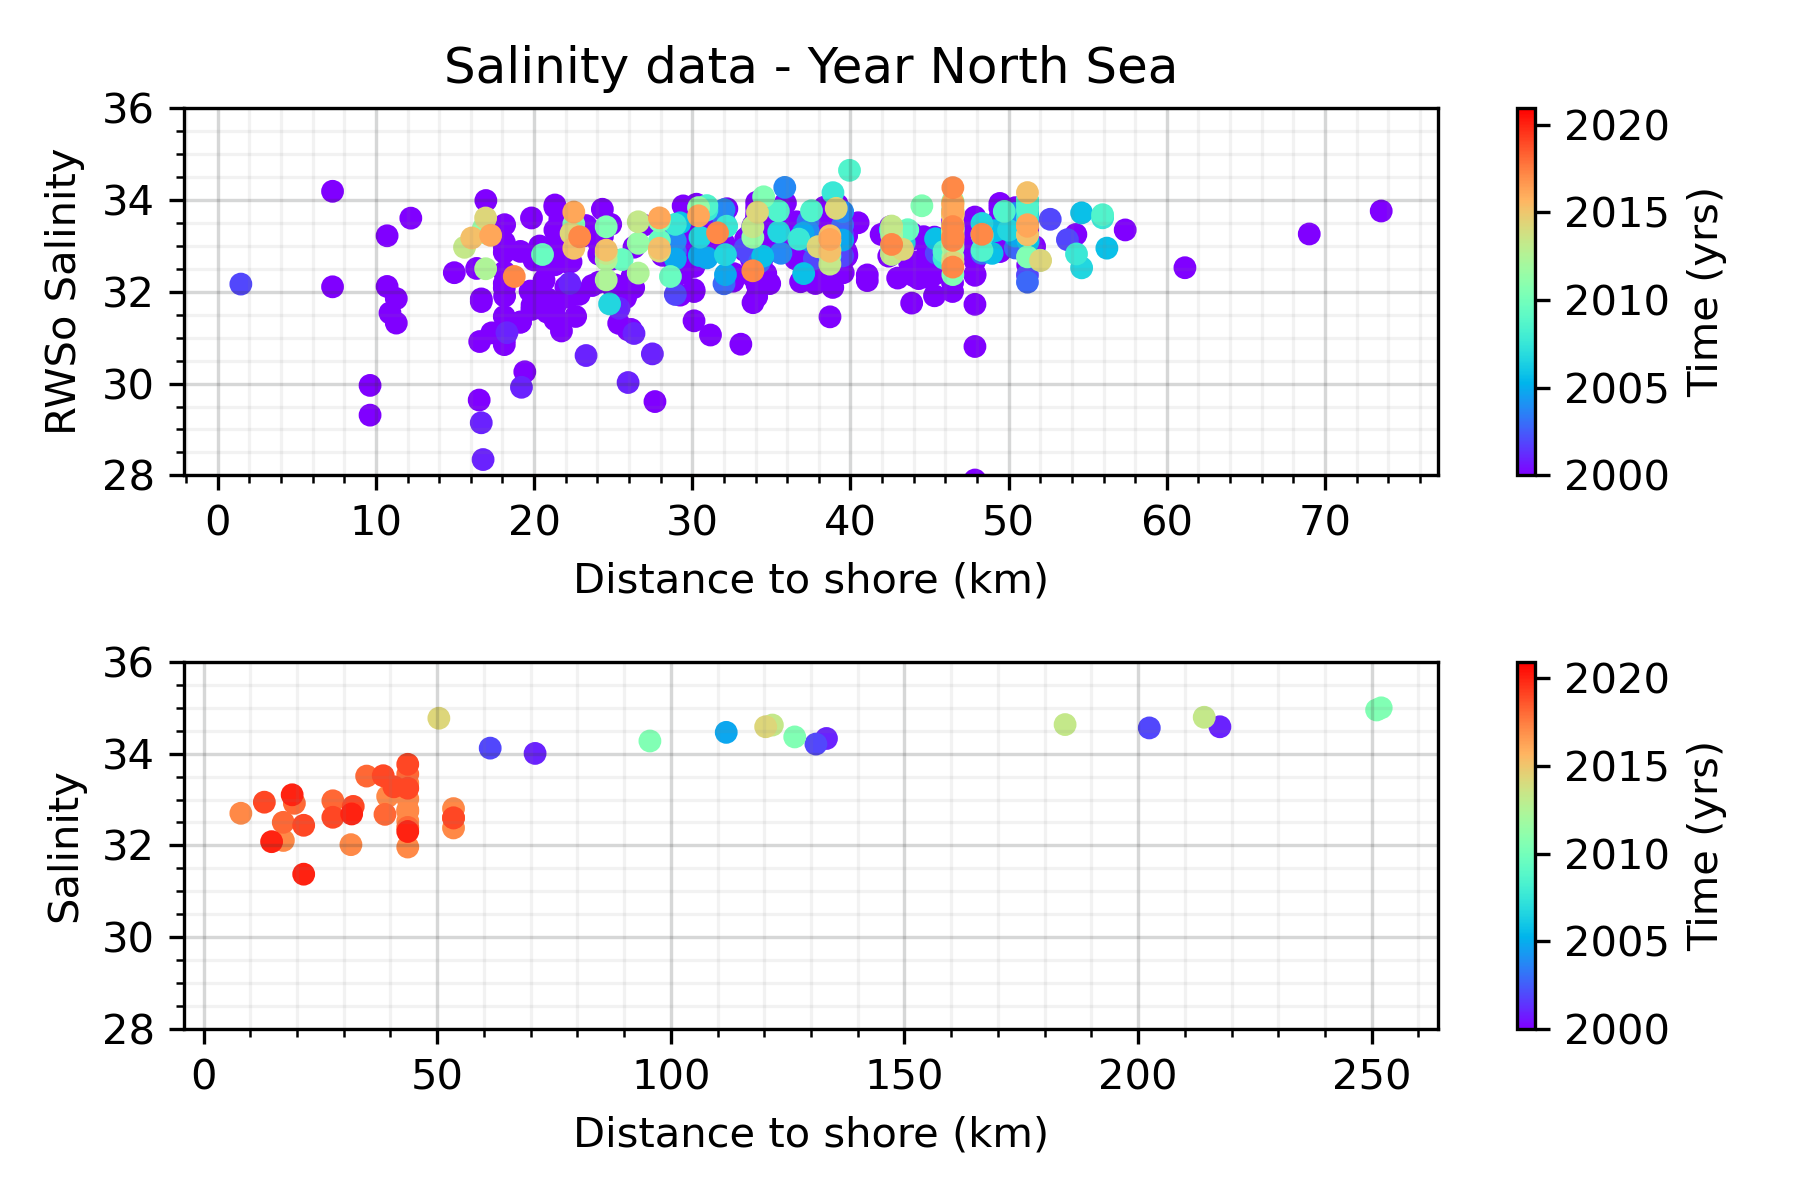 Salinity data - Year North Sea
RWSo Salinity
36
34
32
30
28
0 10 20 30 40 50 60 70
Distance to shore (km)
2020
2015
2010
2005
2000
Time (yrs)
Salinity
36
34
32
30
28
0 50 100 150 200 250
Distance to shore (km)
2020
2015
2010
2005
2000
Time (yrs)